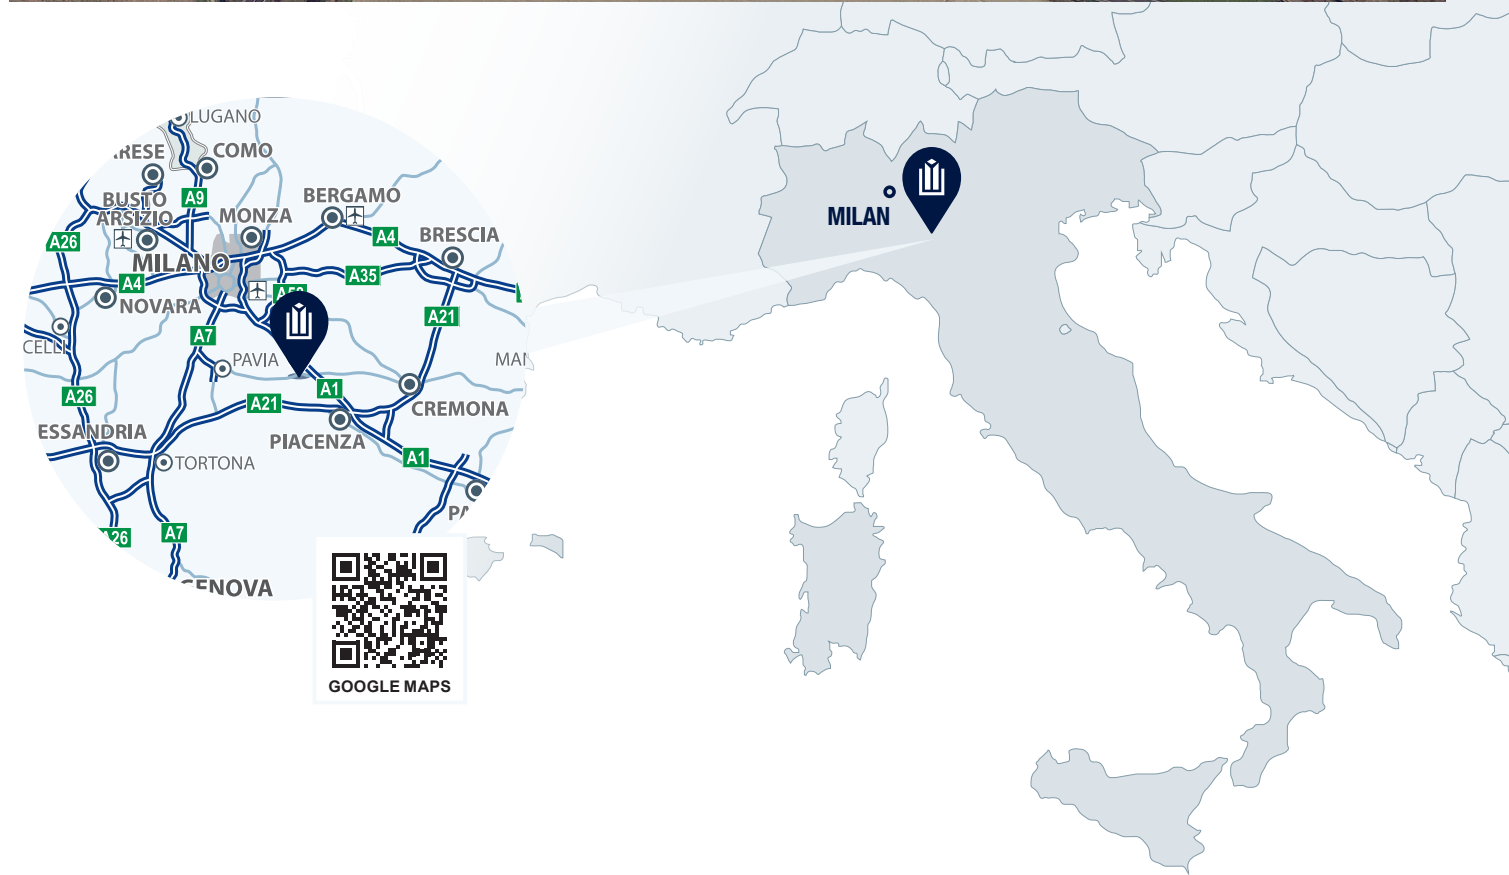 LUGANO
COMO
A9
BUSTO
ARSIZIO
MONZA
BERGAMO
A26
A4
BRESCIA
MILANO
A4
A35
NOVARA
A7
A21
PAVIA
A1
A26
A21
CREMONA
PIACENZA
TORTONA
A1
A7
MILAN
GOOGLE MAPS